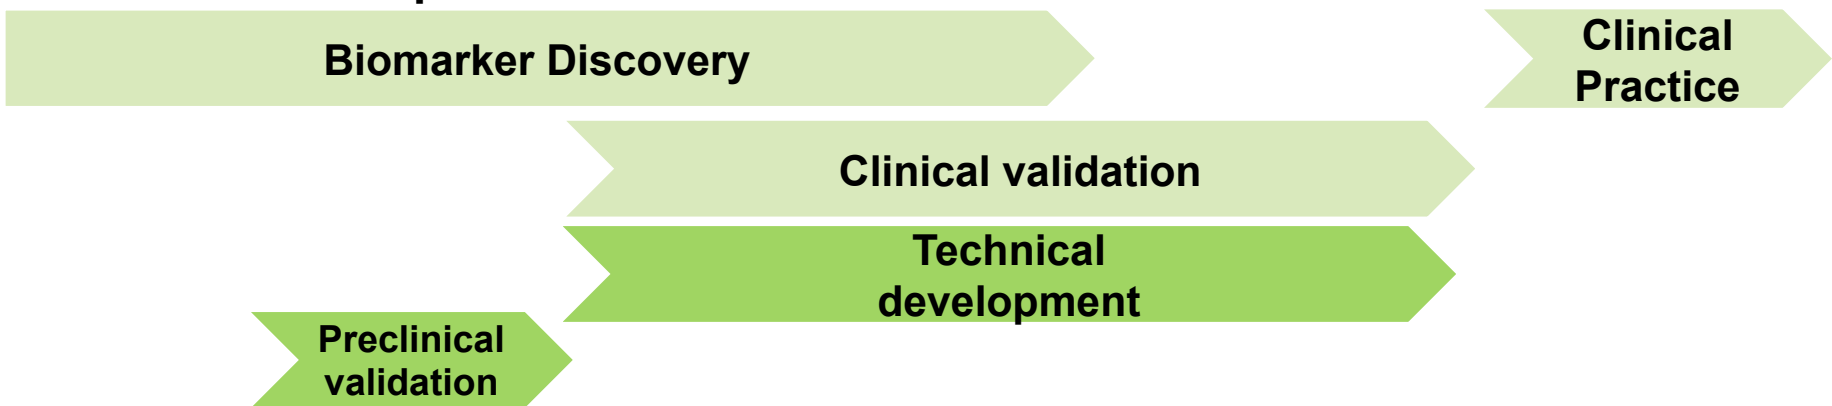 Biomarker Discovery
Clinical
Practice
Clinical validation
Technical
development
Preclinical
validation